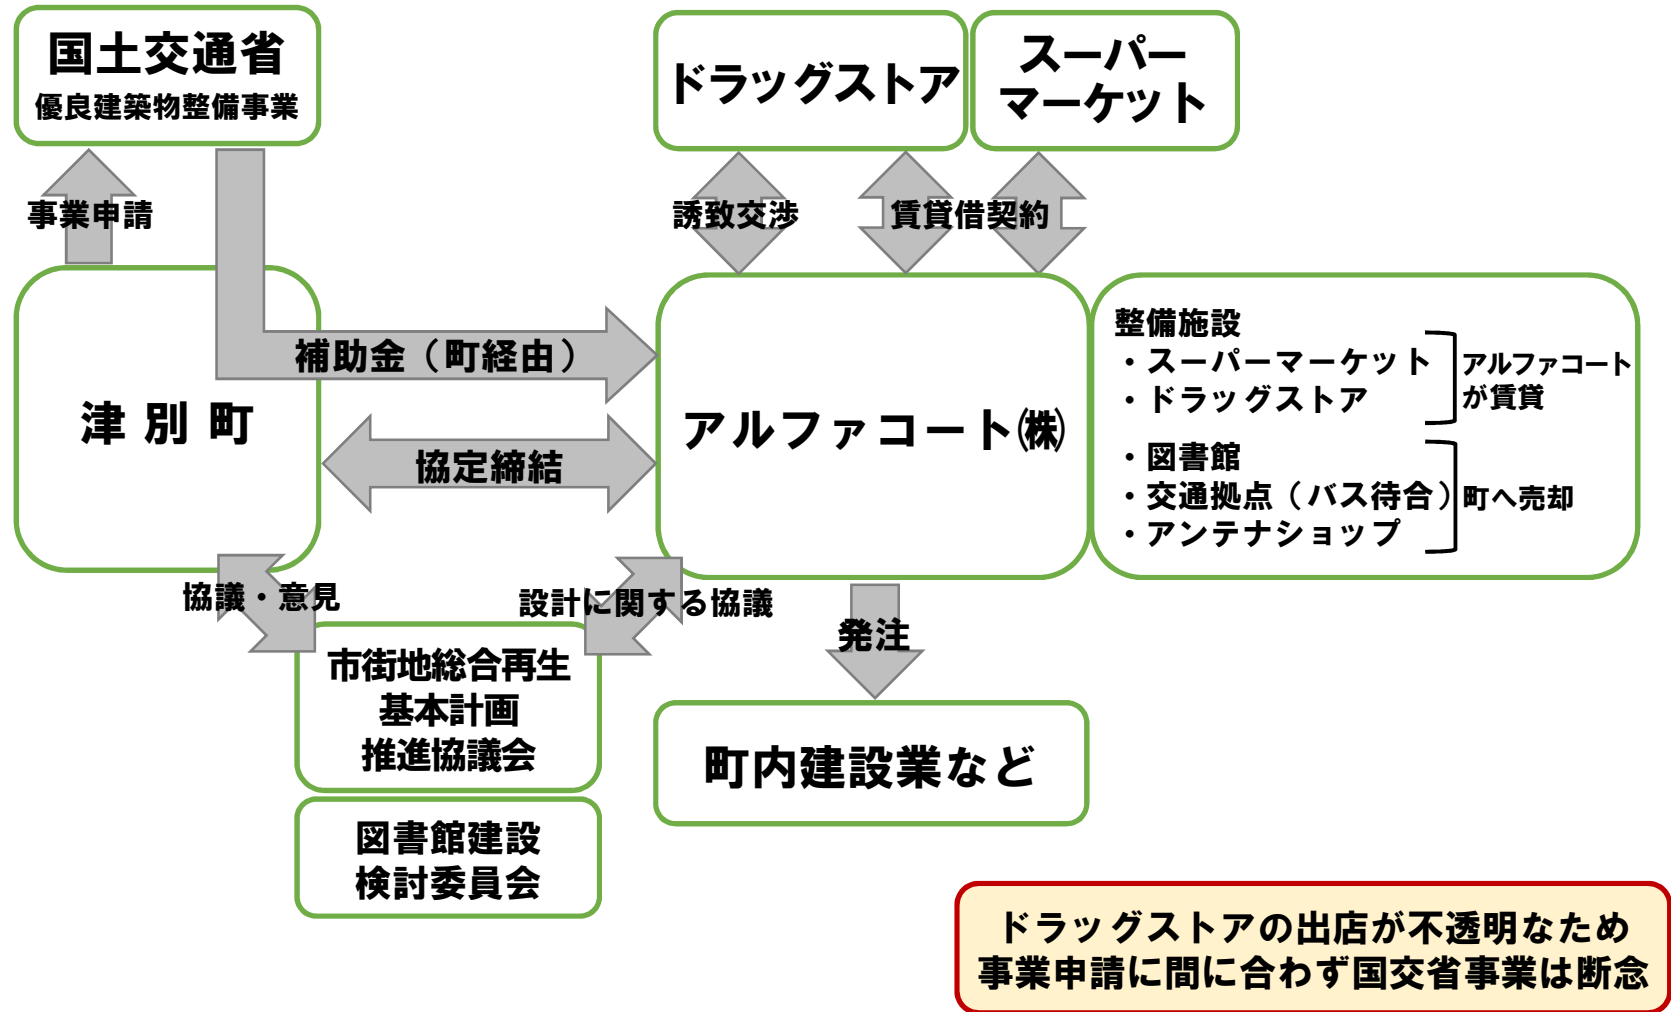 国土交通省
優良建築物整備事業
ドラッグストア
スーパー
マーケット
事業申請
誘致交渉
賃貸借契約
補助金（町経由）
津別町
協定締結
アルファコート㈱
整備施設
・スーパーマーケット
・ドラッグストア
アルファコート
が賃貸
・図書館
・交通拠点（バス待合）
・アンテナショップ
町へ売却
協議・意見
設計に関する協議
発注
市街地総合再生
基本計画
推進協議会
町内建設業など
図書館建設
検討委員会
ドラッグストアの出店が不透明なため
事業申請に間に合わず国交省事業は断念